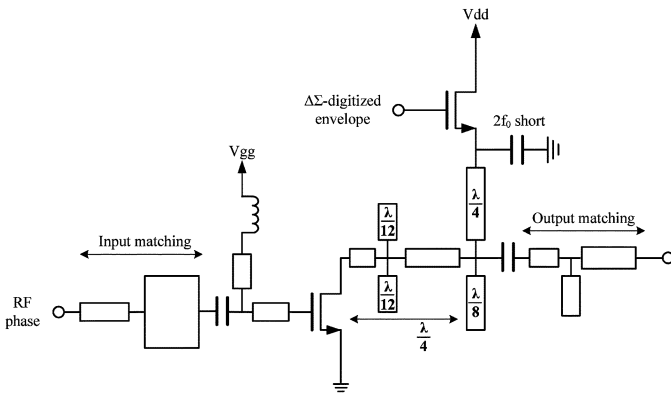 Vdd
ΔΣ-digitized
envelope
2f₀ short
Vgg
λ
4
Input matching
λ
12
Output matching
RF
phase
λ
12
λ
8
λ
4